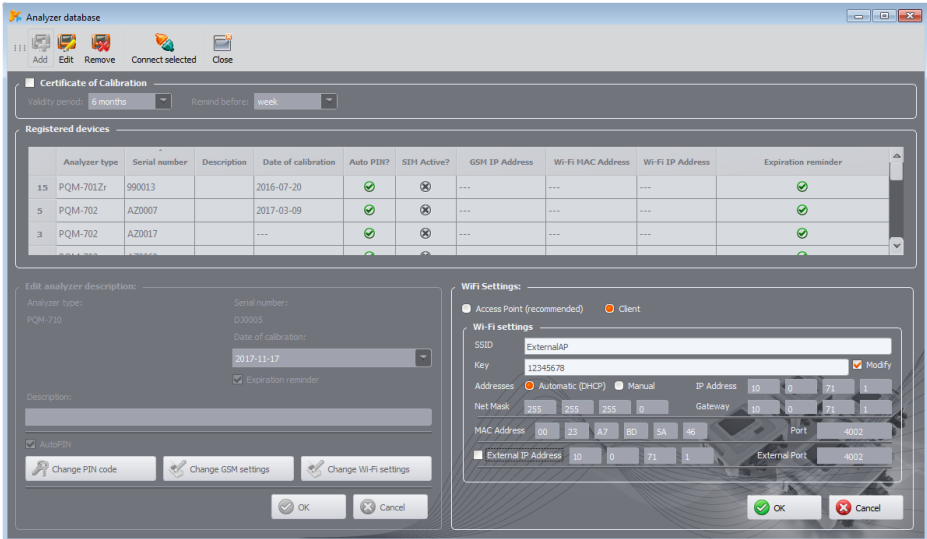 Analyzer database
Add Edit Remove Connect selected Close
Certificate of Calibration
Validity period: 6 months Remind before: week
Registered devices
Analyzer type Serial number Description Date of calibration Auto PIN? SIM Active? GSM IP Address Wi-Fi MAC Address Wi-Fi IP Address Expiration reminder
15 PQM-701Zr 990013 2016-07-20 --- --- ---
5 PQM-702 AZ0007 2017-03-09 --- --- ---
3 PQM-702 AZ0017 --- --- --- ---
Edit analyzer description:
Analyzer type: Serial number:
PQM-710 DJ0005
Date of calibration:
2017-11-17
Expiration reminder
Description:
AutoPIN
Change PIN code Change GSM settings Change Wi-Fi settings
OK Cancel
WiFi Settings:
Access Point (recommended) Client
Wi-Fi settings
SSID ExternalAP
Key 12345678 Modify
Addresses Automatic (DHCP) Manual IP Address 10 0 71 1
Net Mask 255 255 255 0 Gateway 10 0 71 1
MAC Address 00 23 A7 BD 5A 46 Port 4002
External IP Address 10 0 71 1 External Port 4002
OK Cancel